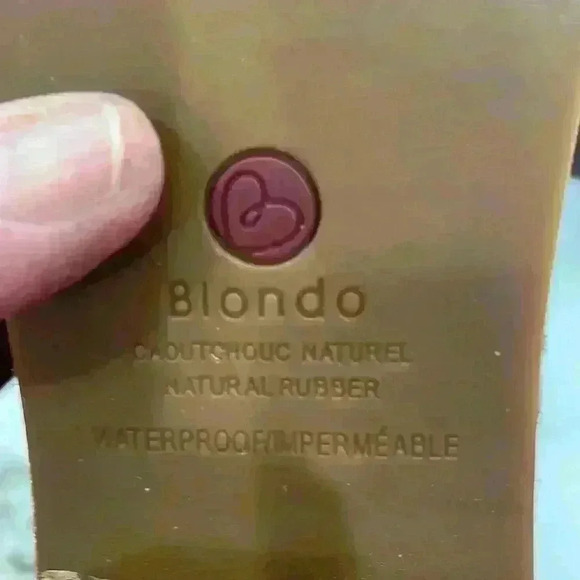 Blondo
CAOUTCHOUC NATUREL
NATURAL RUBBER
WATERPROOF/IMPERMÉABLE